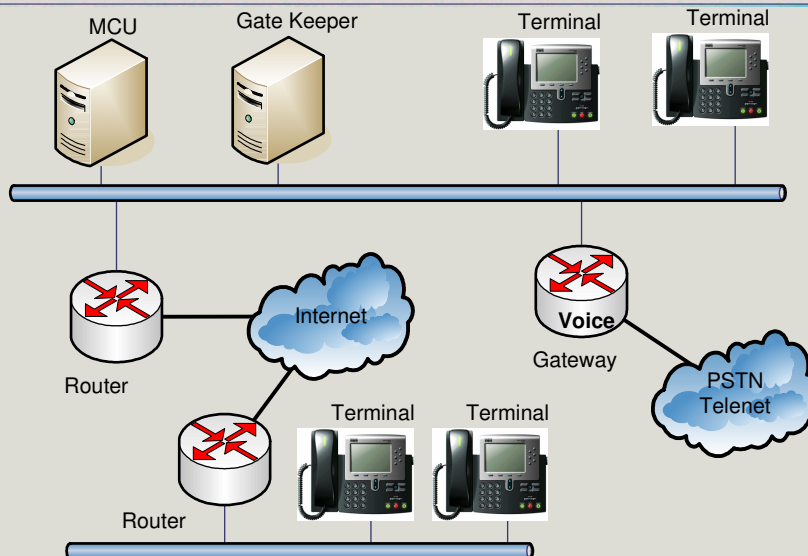 MCU
Gate Keeper
Terminal
Terminal
Internet
Voice
Gateway
Router
PSTN
Telenet
Terminal
Terminal
Router